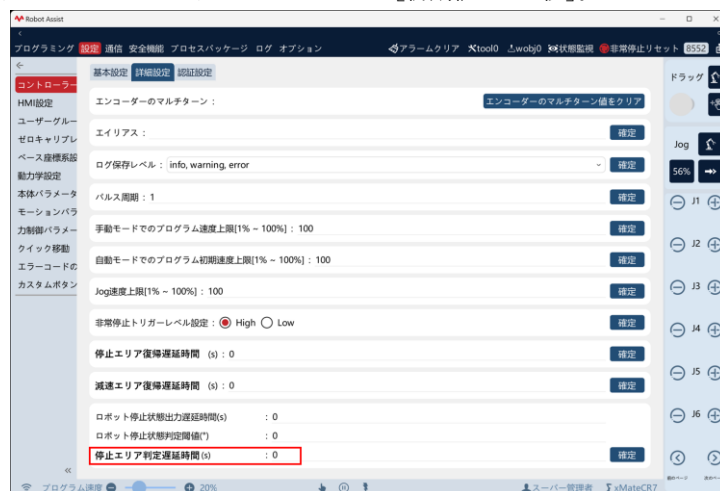 Robot Assist
プログラミング 設定 通信 安全機能 プロセスパッケージ ログ オプション アラームクリア tool0 wobj0 状態監視 非常停止リセット 8552
基本設定 詳細設定 認証設定
コントローラー
HMI設定
ユーザーグルー
ゼロキャリブレ
ベース座標系設
動力学設定
本体パラメータ
モーションパラ
力制御パラメー
クイック移動
エラーコードの
カスタムボタン
エンコーダーのマルチターン : エンコーダーのマルチターン値をクリア
エイリアス : 確定
ログ保存レベル : info, warning, error 確定
パルス周期 : 1 確定
手動モードでのプログラム速度上限[1% ~ 100%] : 100 確定
自動モードでのプログラム初期速度上限[1% ~ 100%] : 100 確定
Jog速度上限[1% ~ 100%] : 100 確定
非常停止トリガーレベル設定 : High Low 確定
停止エリア復帰遅延時間 (s) : 0 確定
減速エリア復帰遅延時間 (s) : 0 確定
ロボット停止状態出力遅延時間(s) : 0
ロボット停止状態判定閾値(°) : 0
停止エリア判定遅延時間(s) : 0 確定
ドラッグ
Jog
56%
J1
J2
J3
J4
J5
J6
プログラム速度 20% スーパー管理者 xMateCR7